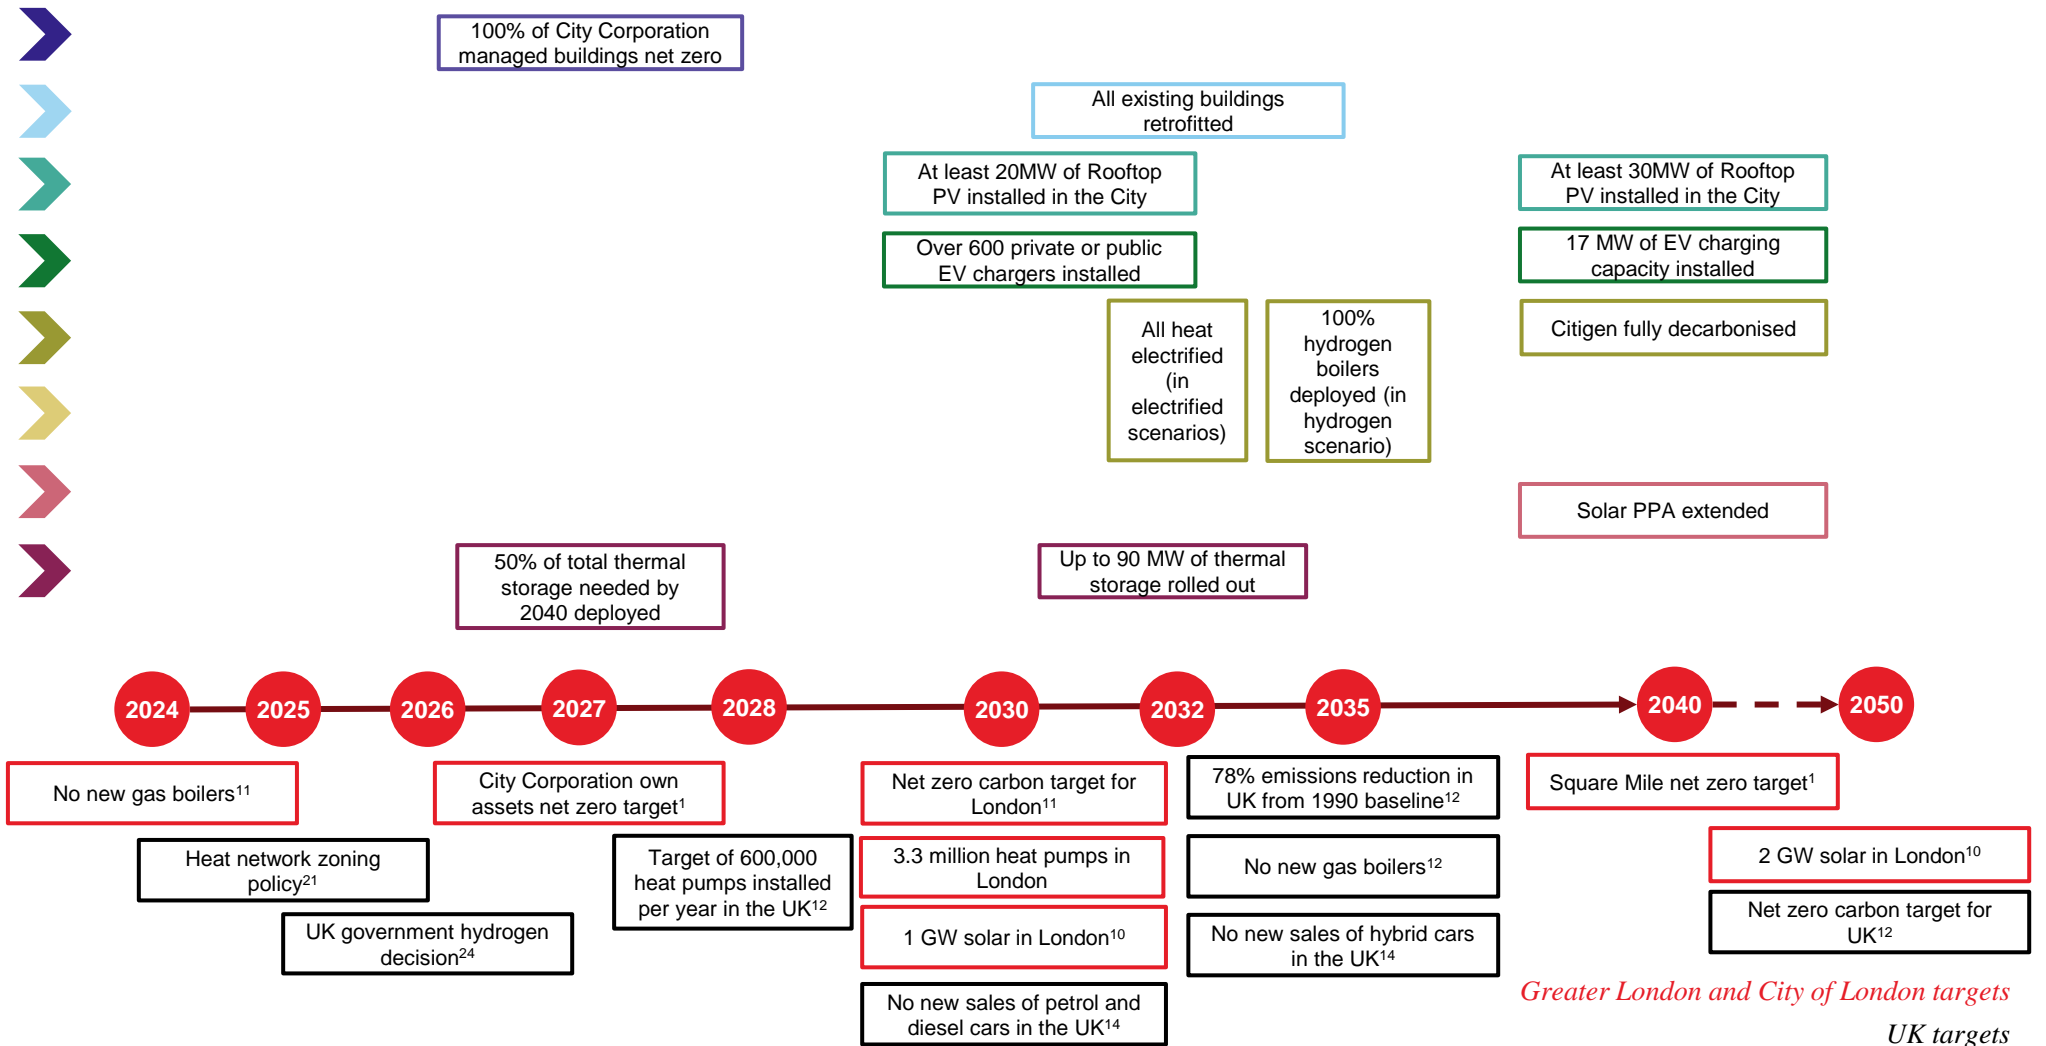 100% of City Corporation
managed buildings net zero
All existing buildings
retrofitted
At least 20MW of Rooftop
PV installed in the City
At least 30MW of Rooftop
PV installed in the City
Over 600 private or public
EV chargers installed
17 MW of EV charging
capacity installed
All heat
electrified
(in
electrified
scenarios)
100%
hydrogen
boilers
deployed (in
hydrogen
scenario)
Citigen fully decarbonised
Solar PPA extended
50% of total thermal
storage needed by
2040 deployed
Up to 90 MW of thermal
storage rolled out
2024
2025
2026
2027
2028
2030
2032
2035
2040
2050
No new gas boilers¹¹
City Corporation own
assets net zero target¹
Net zero carbon target for
London¹¹
78% emissions reduction in
UK from 1990 baseline¹²
Square Mile net zero target¹
Heat network zoning
policy²¹
Target of 600,000
heat pumps installed
per year in the UK¹²
3.3 million heat pumps in
London
No new gas boilers¹²
2 GW solar in London¹⁰
UK government hydrogen
decision²⁴
1 GW solar in London¹⁰
No new sales of hybrid cars
in the UK¹⁴
Net zero carbon target for
UK¹²
No new sales of petrol and
diesel cars in the UK¹⁴
Greater London and City of London targets
UK targets